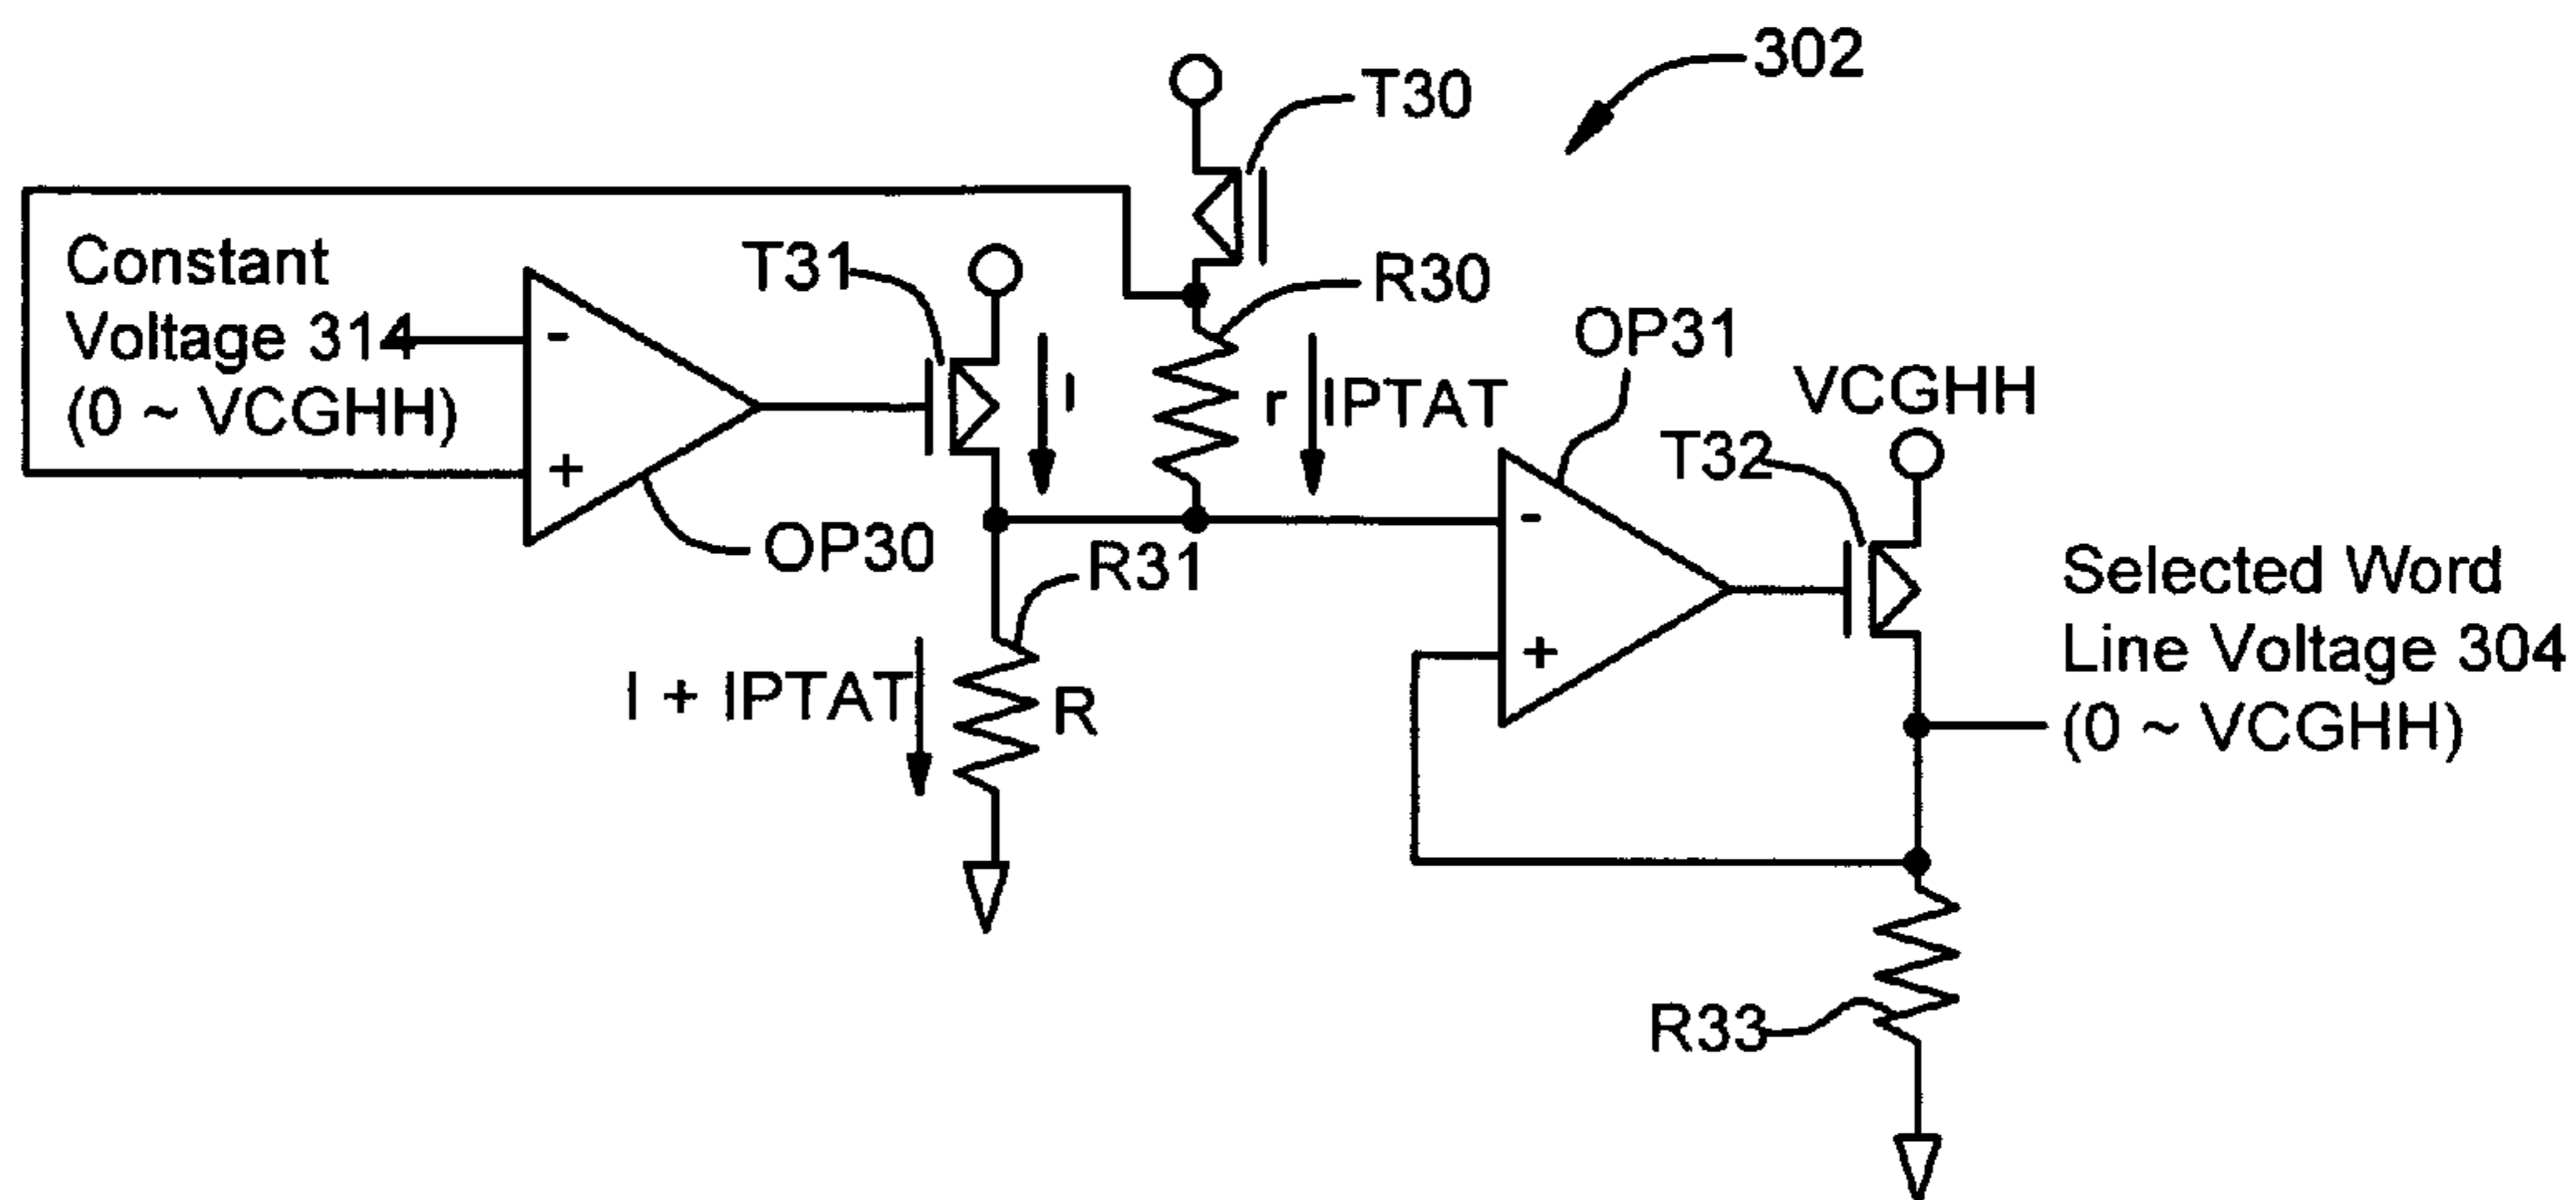 302
T30
Constant
Voltage 314
(0 ~ VCGHH)
T31
R30
-
+
I
r
IPTAT
OP31
VCGHH
T32
OP30
R31
-
+
Selected Word
Line Voltage 304
(0 ~ VCGHH)
I + IPTAT
R
R33